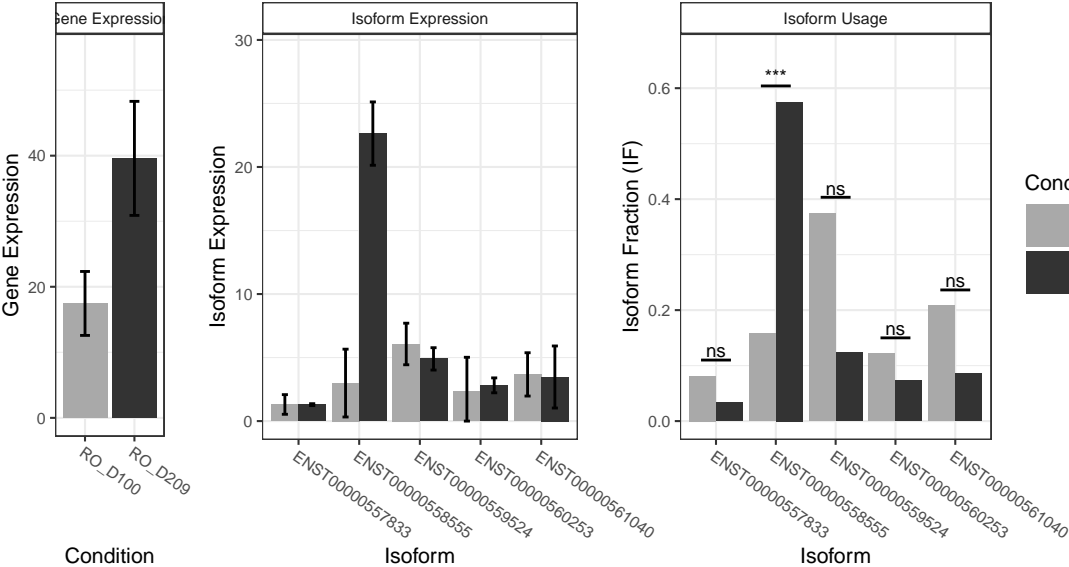 Gene Expression
Isoform Expression
Isoform Usage
Gene Expression
40
20
0
RO_D100
RO_D209
Condition
Isoform Expression
30
20
10
0
ENST00000557833
ENST00000558555
ENST00000559524
ENST00000560253
ENST00000561040
Isoform
Isoform Fraction (IF)
0.6
0.4
0.2
0.0
ns
***
ns
ns
ns
ENST00000557833
ENST00000558555
ENST00000559524
ENST00000560253
ENST00000561040
Isoform